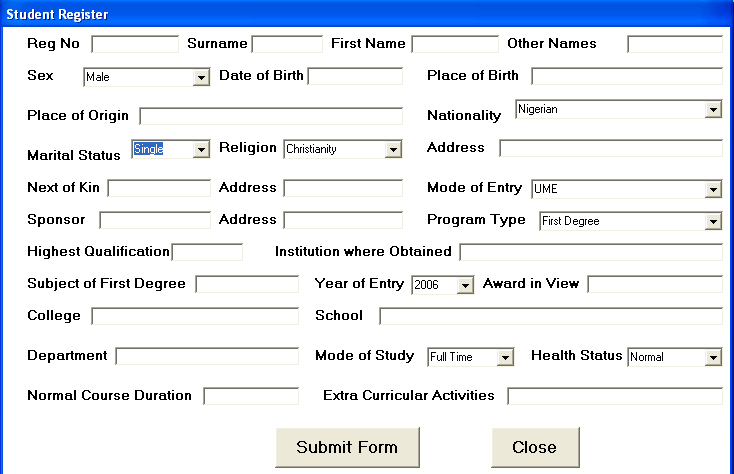 Student Register
Reg No Surname First Name Other Names
Sex Male Date of Birth Place of Birth
Place of Origin Nationality Nigerian
Marital Status Single Religion Christianity Address
Next of Kin Address Mode of Entry UME
Sponsor Address Program Type First Degree
Highest Qualification Institution where Obtained
Subject of First Degree Year of Entry 2006 Award in View
College School
Department Mode of Study Full Time Health Status Normal
Normal Course Duration Extra Curricular Activities
Submit Form Close